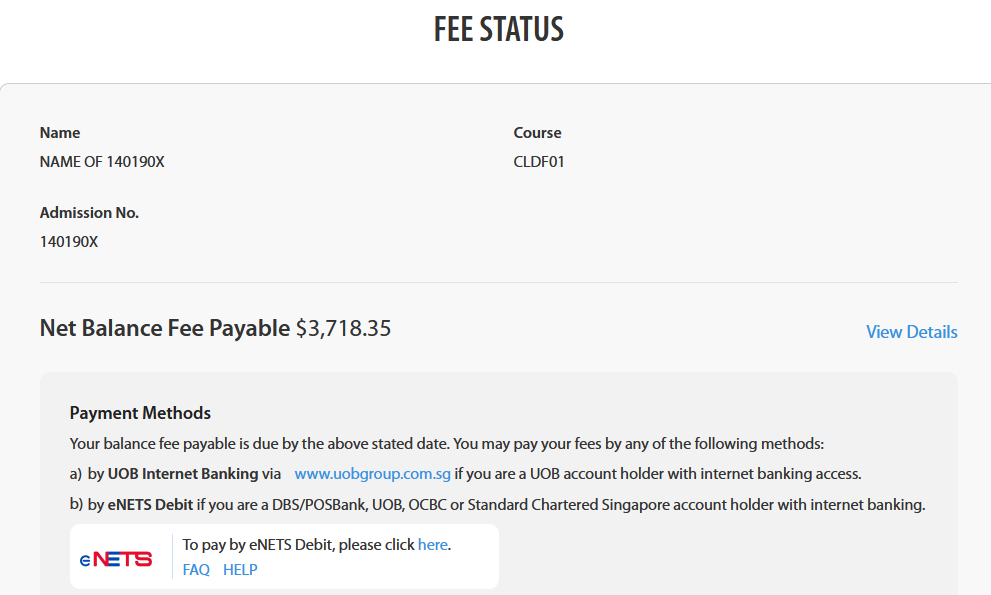 FEE STATUS
Name
Course
NAME OF 140190X
CLDF01
Admission No.
140190X
Net Balance Fee Payable $3,718.35
View Details
Payment Methods
Your balance fee payable is due by the above stated date. You may pay your fees by any of the following methods:
a) by UOB Internet Banking via www.uobgroup.com.sg if you are a UOB account holder with internet banking access.
b) by eNETS Debit if you are a DBS/POSBank, UOB, OCBC or Standard Chartered Singapore account holder with internet banking.
eNETS
To pay by eNETS Debit, please click here.
FAQ HELP